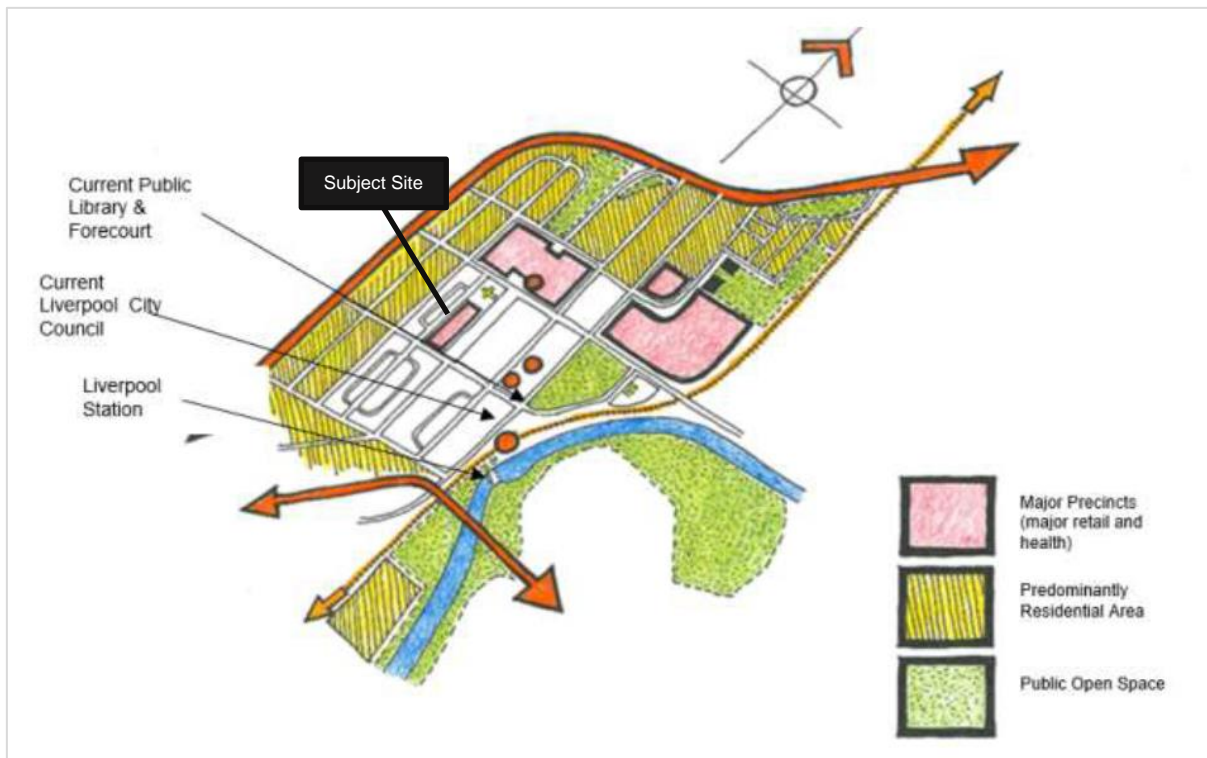 Subject Site
Current Public
Library &
Forecourt
Current
Liverpool City
Council
Liverpool
Station
Major Precincts
(major retail and
health)
Predominantly
Residential Area
Public Open Space